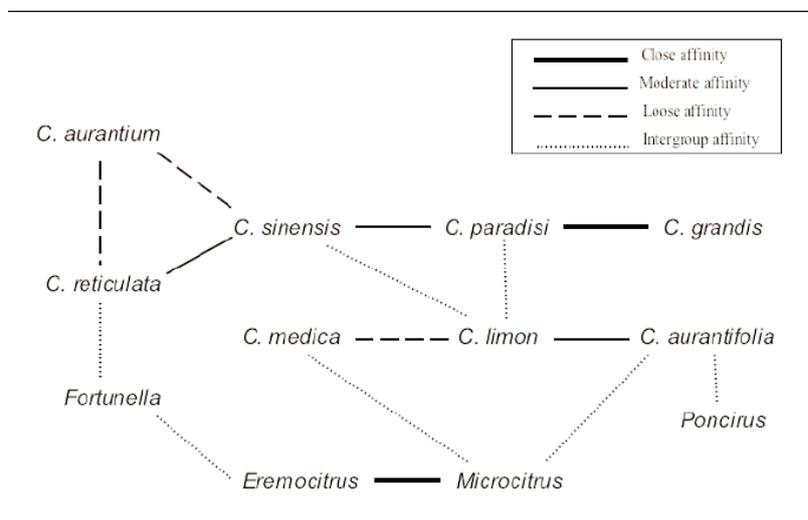 Close affinity
Moderate affinity
Loose affinity
Intergroup affinity
C. aurantium
C. sinensis
C. paradisi
C. grandis
C. reticulata
C. medica
C. limon
C. aurantifolia
Fortunella
Poncirus
Eremocitrus
Microcitrus